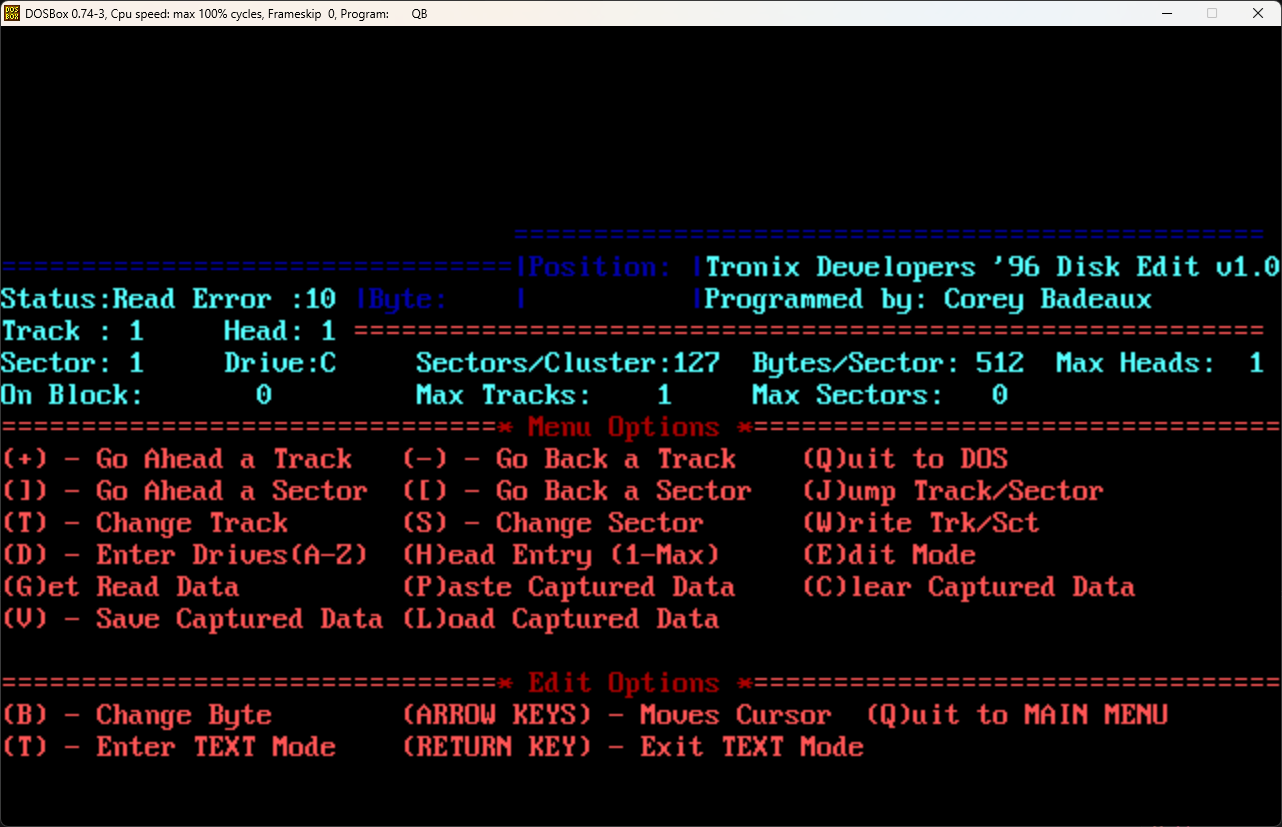 DOSBox 0.74-3, Cpu speed: max 100% cycles, Frameskip 0, Program: QB
=============================================== 
================================|Position: |Tronix Developers '96 Disk Edit v1.0
Status:Read Error :10 |Byte: | |Programmed by: Corey Badeaux
Track : 1 Head: 1 =========================================================
Sector: 1 Drive:C Sectors/Cluster:127 Bytes/Sector: 512 Max Heads: 1
On Block: 0 Max Tracks: 1 Max Sectors: 0
===============================* Menu Options *=================================
(+) - Go Ahead a Track (-) - Go Back a Track (Q)uit to DOS
(]) - Go Ahead a Sector ([) - Go Back a Sector (J)ump Track/Sector
(T) - Change Track (S) - Change Sector (W)rite Trk/Sct
(D) - Enter Drives(A-Z) (H)ead Entry (1-Max) (E)dit Mode
(G)et Read Data (P)aste Captured Data (C)lear Captured Data
(V) - Save Captured Data (L)oad Captured Data
===============================* Edit Options *=================================
(B) - Change Byte (ARROW KEYS) - Moves Cursor (Q)uit to MAIN MENU
(T) - Enter TEXT Mode (RETURN KEY) - Exit TEXT Mode